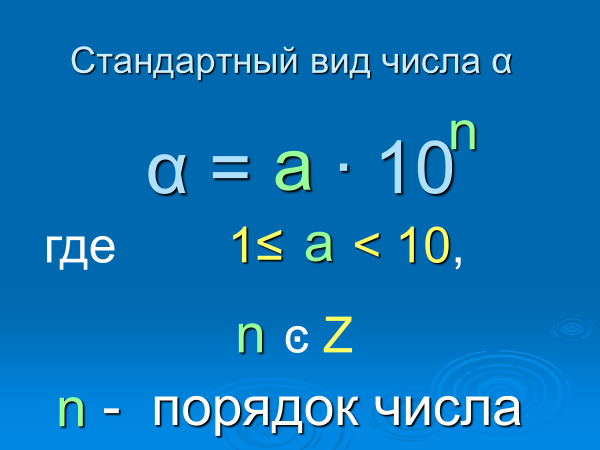 Стандартный вид числа α
α = a · 10ⁿ
где 1≤ a < 10,
n є Z
n - порядок числа